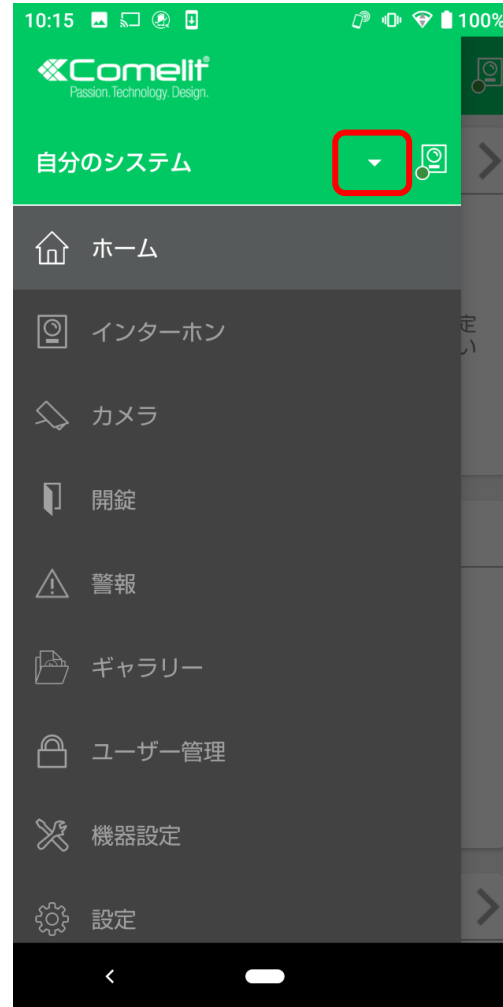 10:15 100%
Comelit
Passion. Technology. Design.
自分のシステム
ホーム
インターホン
定
い
カメラ
開錠
警報
ギャラリー
ユーザー管理
機器設定
設定